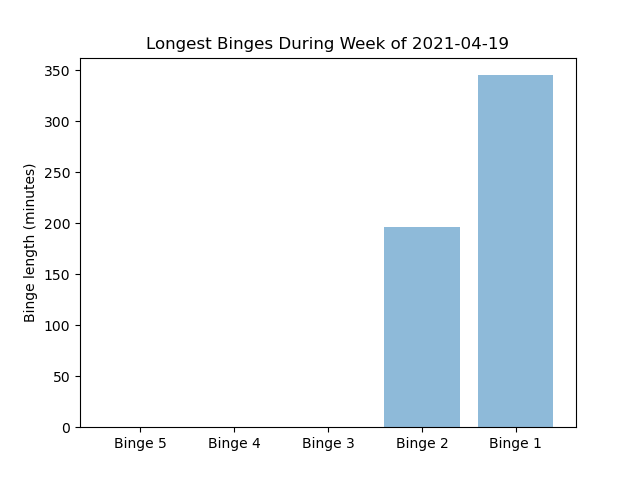 Longest Binges During Week of 2021-04-19
Binge length (minutes)
350
300
250
200
150
100
50
0
Binge 5
Binge 4
Binge 3
Binge 2
Binge 1